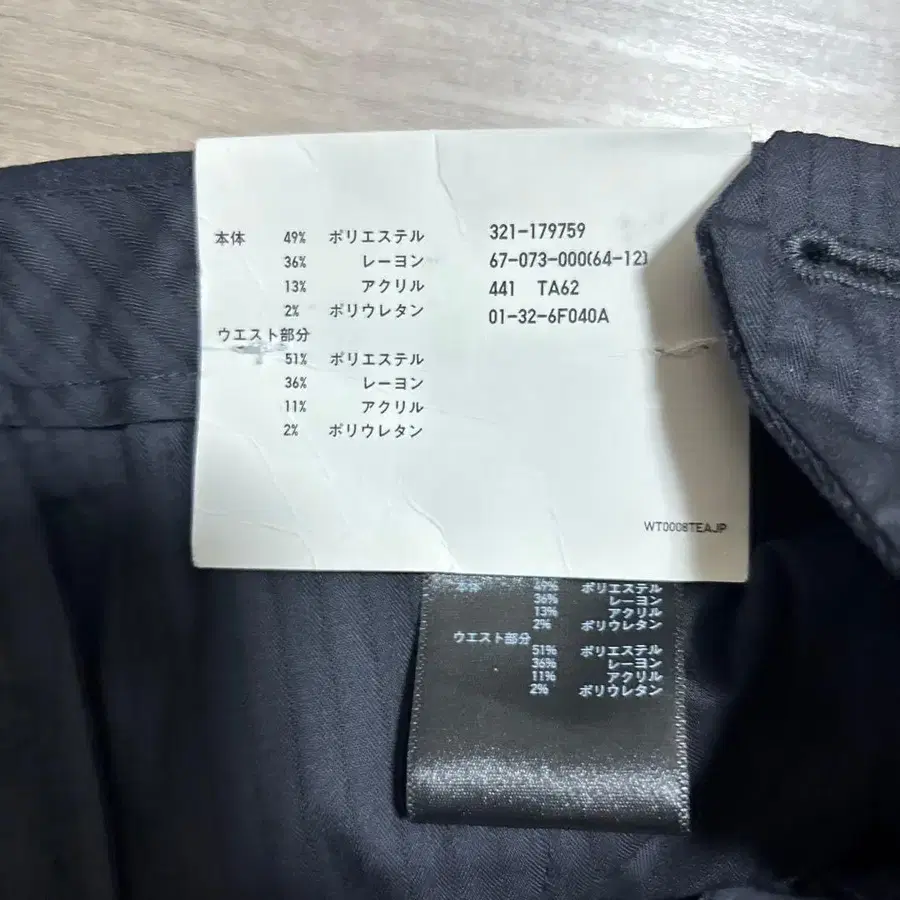 本体 49% ポリエステル
36% レーヨン
13% アクリル
2% ポリウレタン
ウエスト部分
51% ポリエステル
36% レーヨン
11% アクリル
2% ポリウレタン
321-179759
67-073-000(64-12)
441 TA62
01-32-6F040A
WT0008TEAJP
本体 49% ポリエステル
36% レーヨン
13% アクリル
2% ポリウレタン
ウエスト部分
51% ポリエステル
36% レーヨン
11% アクリル
2% ポリウレタン